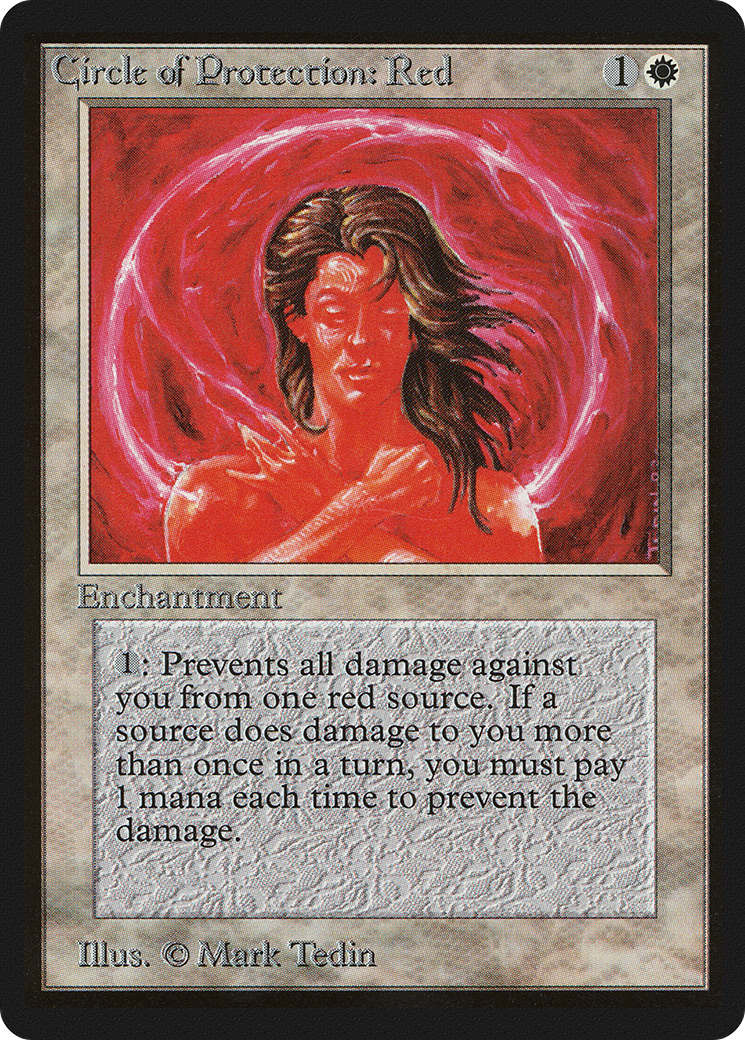 Circle of Protection: Red 1
Enchantment
1: Prevents all damage against
you from one red source. If a
source does damage to you more
than once in a turn, you must pay
1 mana each time to prevent the
damage.
Illus. © Mark Tedin